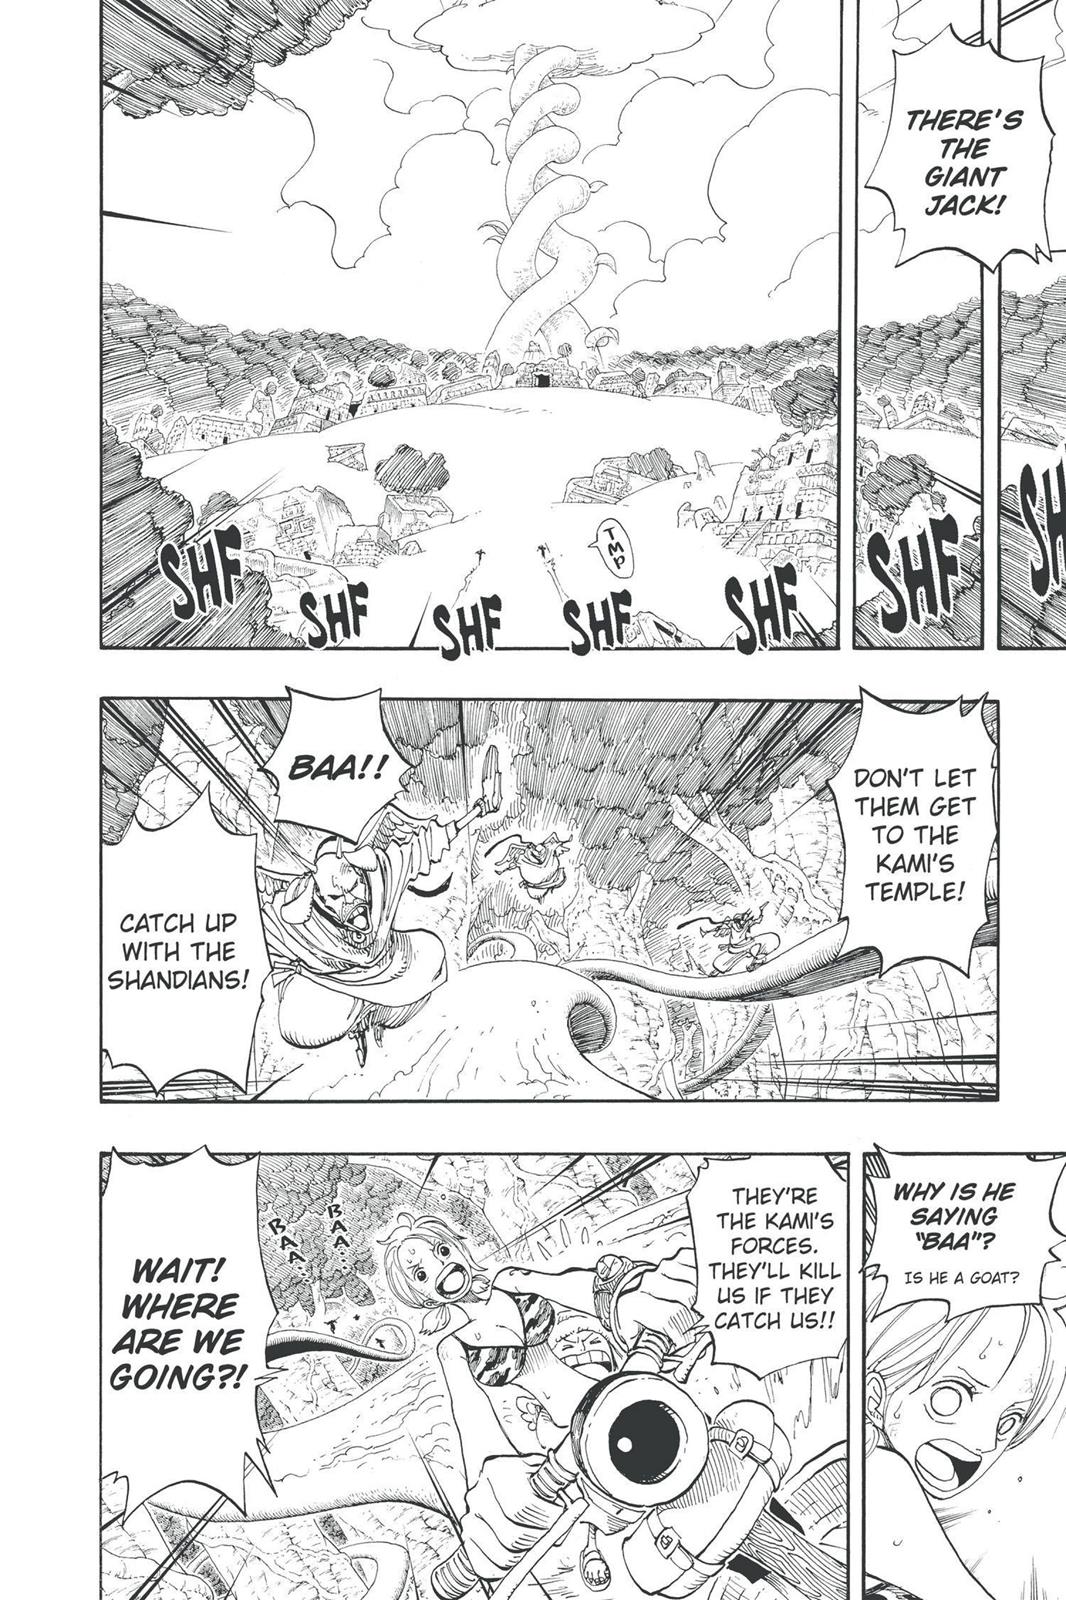 THERE'S
THE
GIANT
JACK!
SHF
SHF
TMP
SHF
SHF
SHF
SHF
SHF
DON'T LET
THEM GET
TO THE
KAMI'S
TEMPLE!
BAA!!
CATCH UP
WITH THE
SHANDIANS!
WHY IS HE
SAYING
"BAA"?
IS HE A GOAT?
THEY'RE
THE KAMI'S
FORCES.
THEY'LL KILL
US IF THEY
CATCH US!!
BAA...
BAA...
WAIT!
WHERE
ARE WE
GOING?!